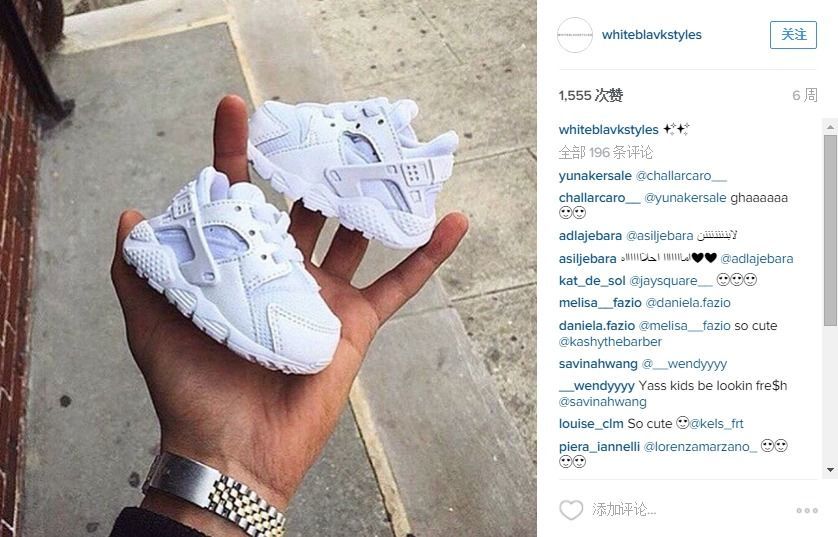 whiteblavkstyles
关注
1,555 次赞
6 周
whiteblavkstyles
全部 196 条评论
yunakersale @challarcaro__
challarcaro__ @yunakersale ghaaaaaa
adlajebara @asiljebara
asiljebara @adlajebara
kat_de_sol @jaysquare__
melisa__fazio @daniela.fazio
daniela.fazio @melisa__fazio so cute
@kashythebarber
savinahwang @__wendyyyy
__wendyyyy Yass kids be lookin fre$h
@savinahwang
louise_clm So cute @kels_frt
piera_iannelli @lorenzamarzano_
添加评论...